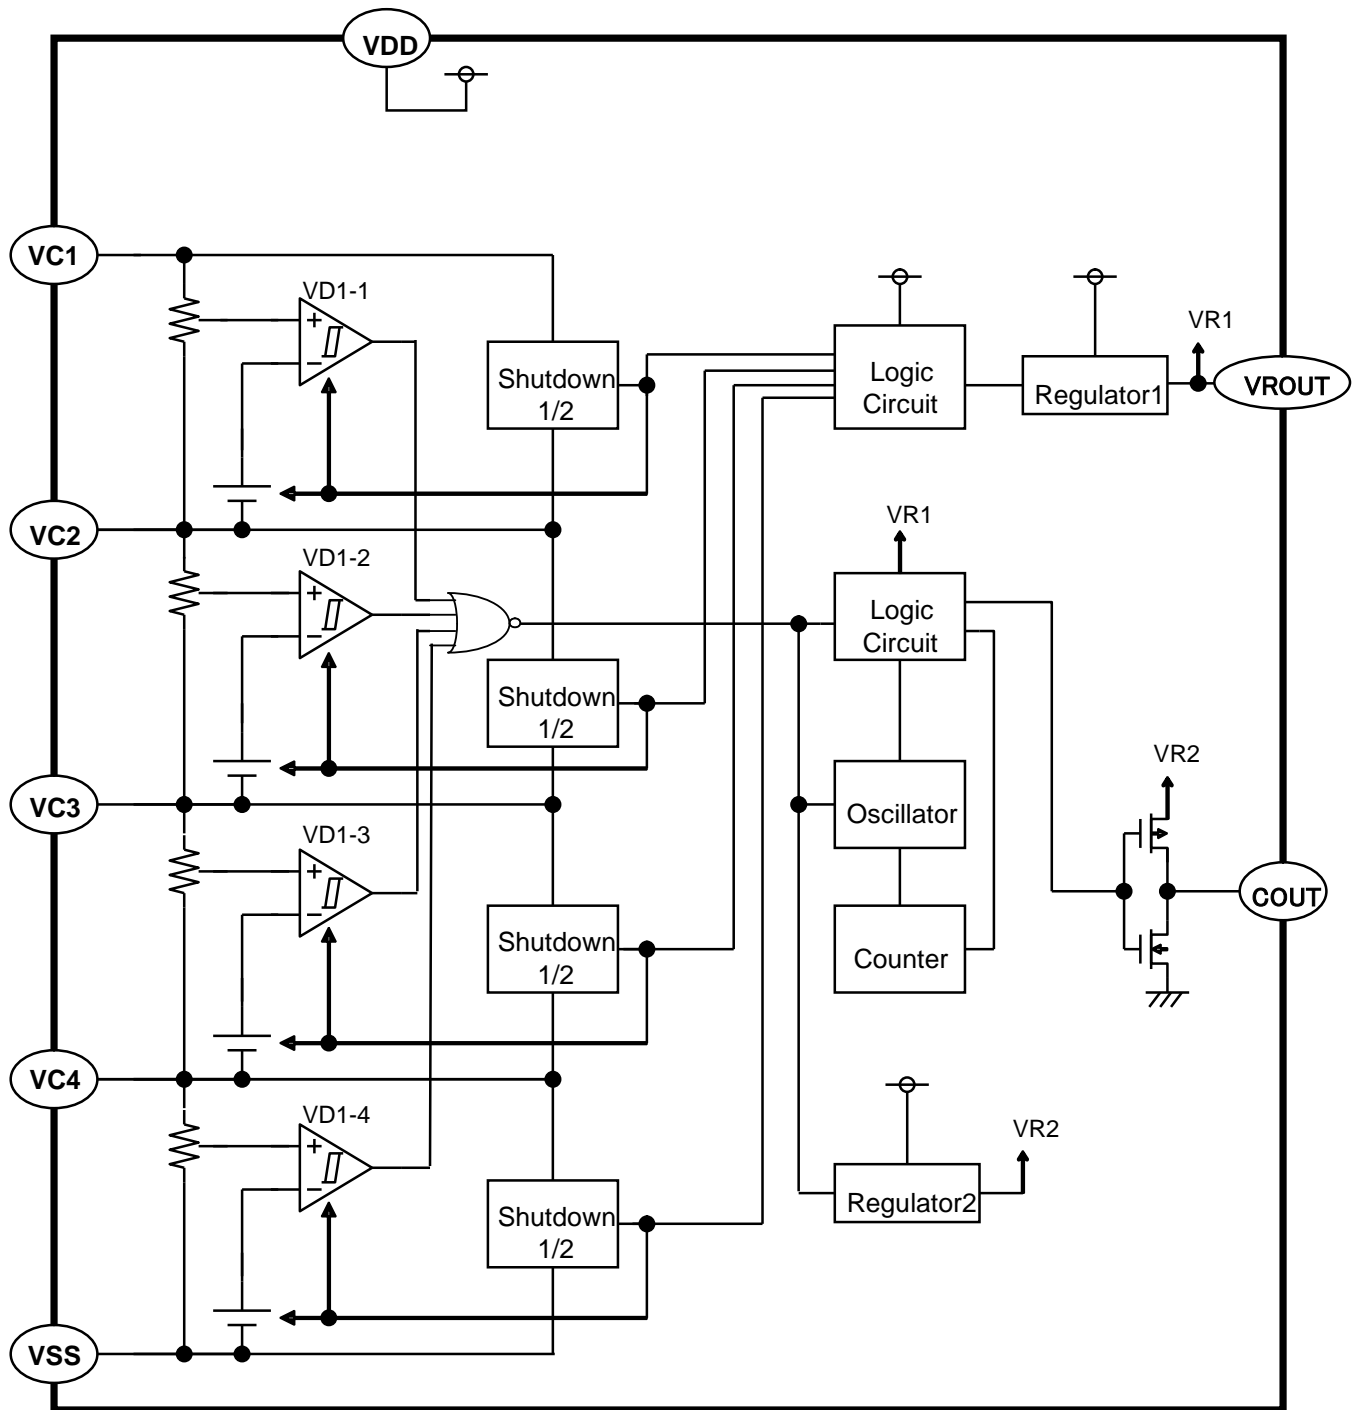 VDD
VC1
VD1-1
+
−
Shutdown
1/2
Logic
Circuit
Regulator1
VR1
VROUT
VC2
VD1-2
+
−
Shutdown
1/2
VR1
Logic
Circuit
VC3
VD1-3
+
−
Oscillator
VR2
COUT
Shutdown
1/2
Counter
VC4
VD1-4
+
−
Shutdown
1/2
Regulator2
VR2
VSS